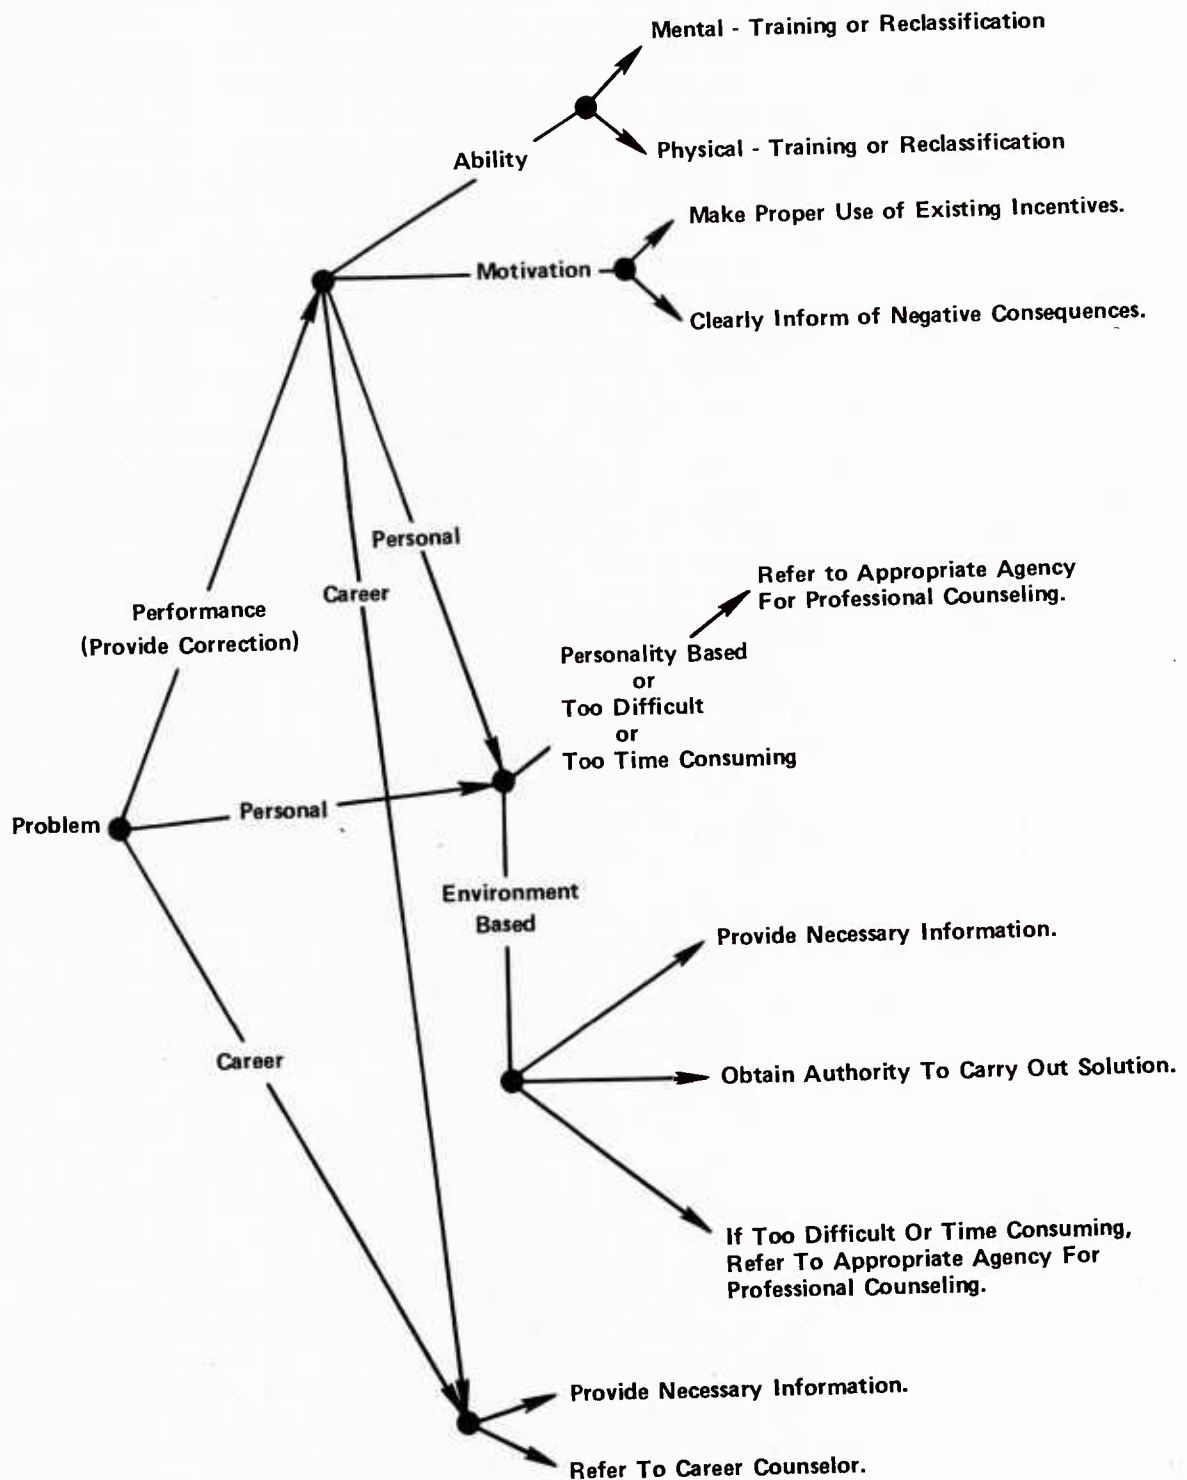 Mental - Training or Reclassification
Physical - Training or Reclassification
Ability
Make Proper Use of Existing Incentives.
Motivation
Clearly Inform of Negative Consequences.
Personal
Career
Performance
(Provide Correction)
Refer to Appropriate Agency
For Professional Counseling.
Personality Based
or
Too Difficult
or
Too Time Consuming
Problem
Personal
Environment
Based
Provide Necessary Information.
Obtain Authority To Carry Out Solution.
Career
If Too Difficult Or Time Consuming,
Refer To Appropriate Agency For
Professional Counseling.
Provide Necessary Information.
Refer To Career Counselor.